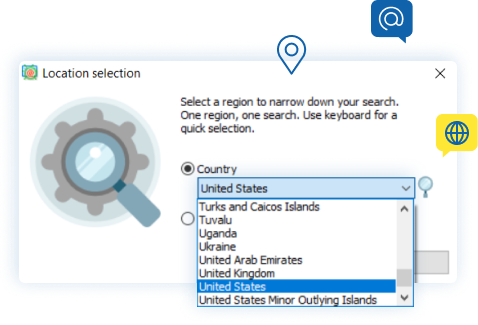 Location selection
Select a region to narrow down your search.
One region, one search. Use keyboard for a
quick selection.
Country
United States
Turks and Caicos Islands
Tuvalu
Uganda
Ukraine
United Arab Emirates
United Kingdom
United States
United States Minor Outlying Islands